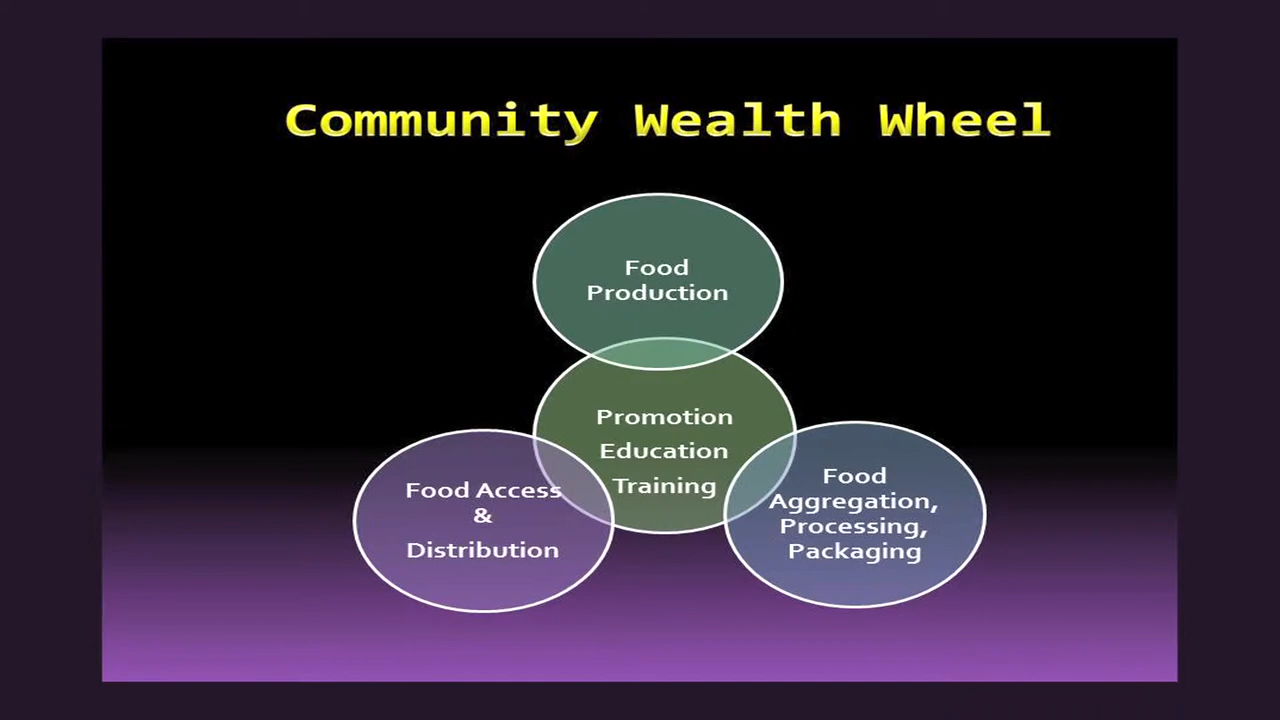 Community Wealth Wheel
Food
Production
Promotion
Education
Training
Food Access
&
Distribution
Food
Aggregation,
Processing,
Packaging